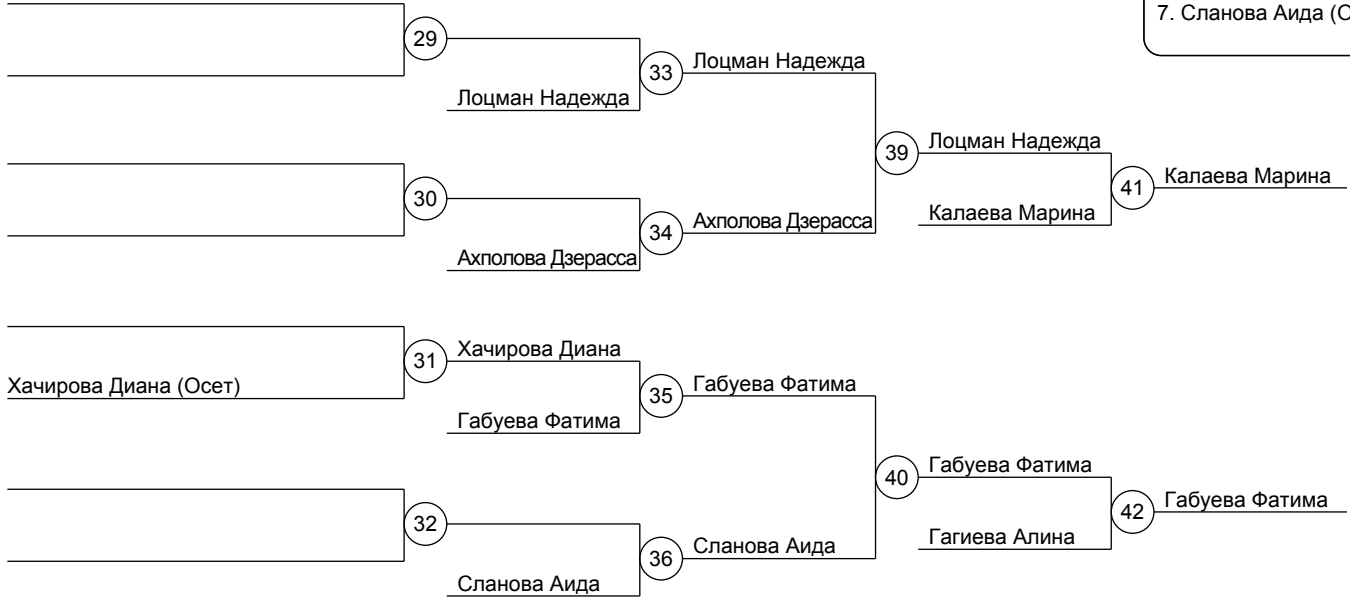 7. Сланова Аида (О
29
33
Лоцман Надежда
Лоцман Надежда
39
Лоцман Надежда
30
34
Ахполова Дзерасса
Ахполова Дзерасса
Калаева Марина
41
Калаева Марина
31
Хачирова Диана
Хачирова Диана (Осет)
35
Габуева Фатима
Габуева Фатима
40
Габуева Фатима
32
36
Сланова Аида
Сланова Аида
Гагиева Алина
42
Габуева Фатима